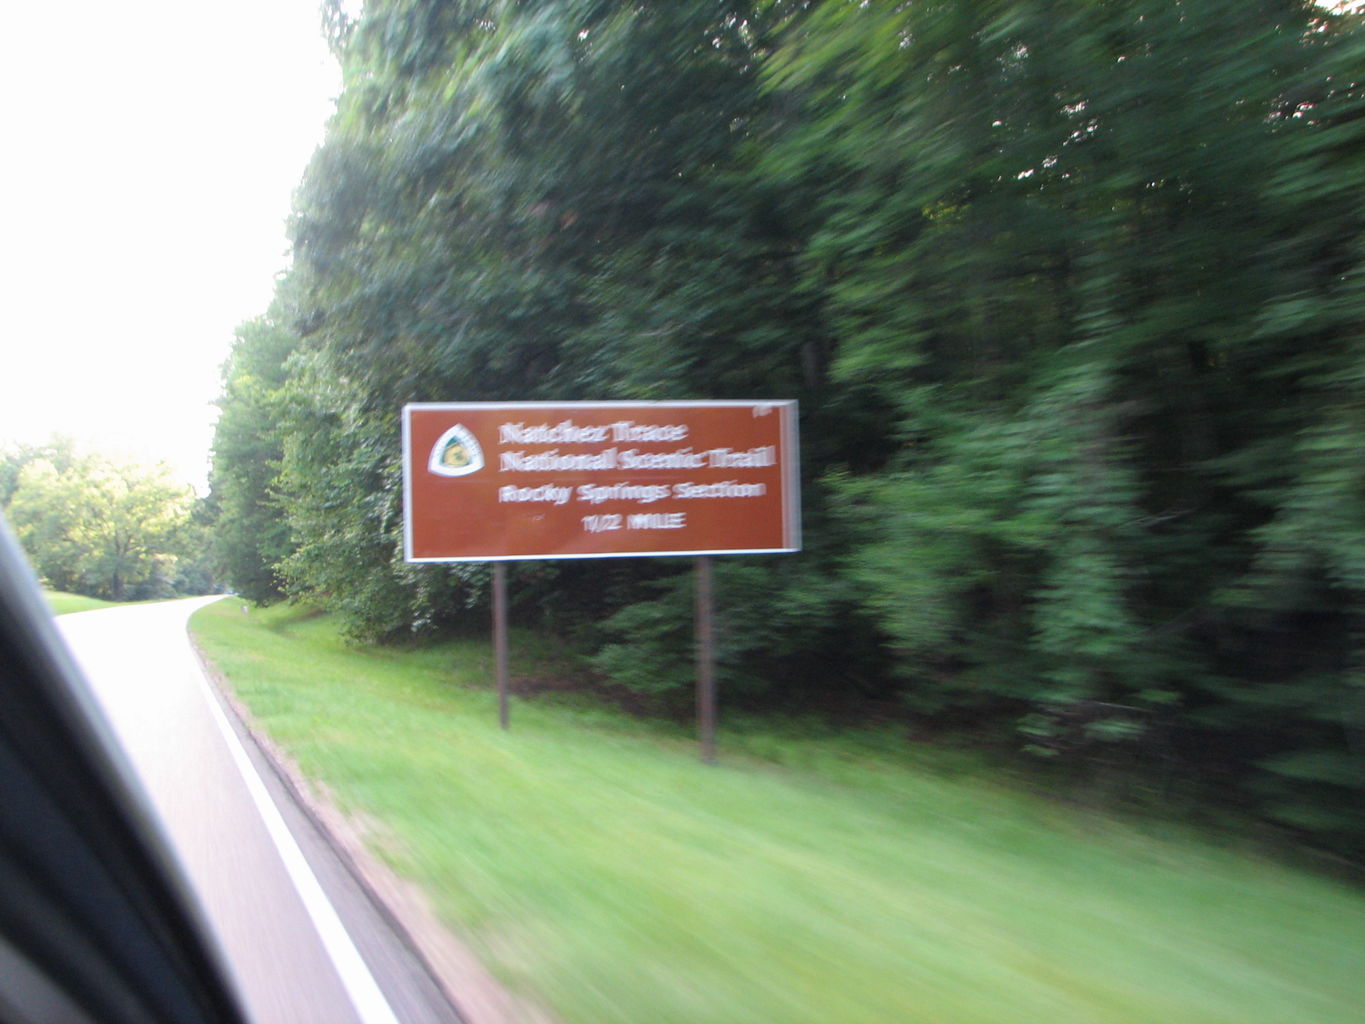 Natchez Trace
National Scenic Trail
Rocky Springs Section
1/2 MILE